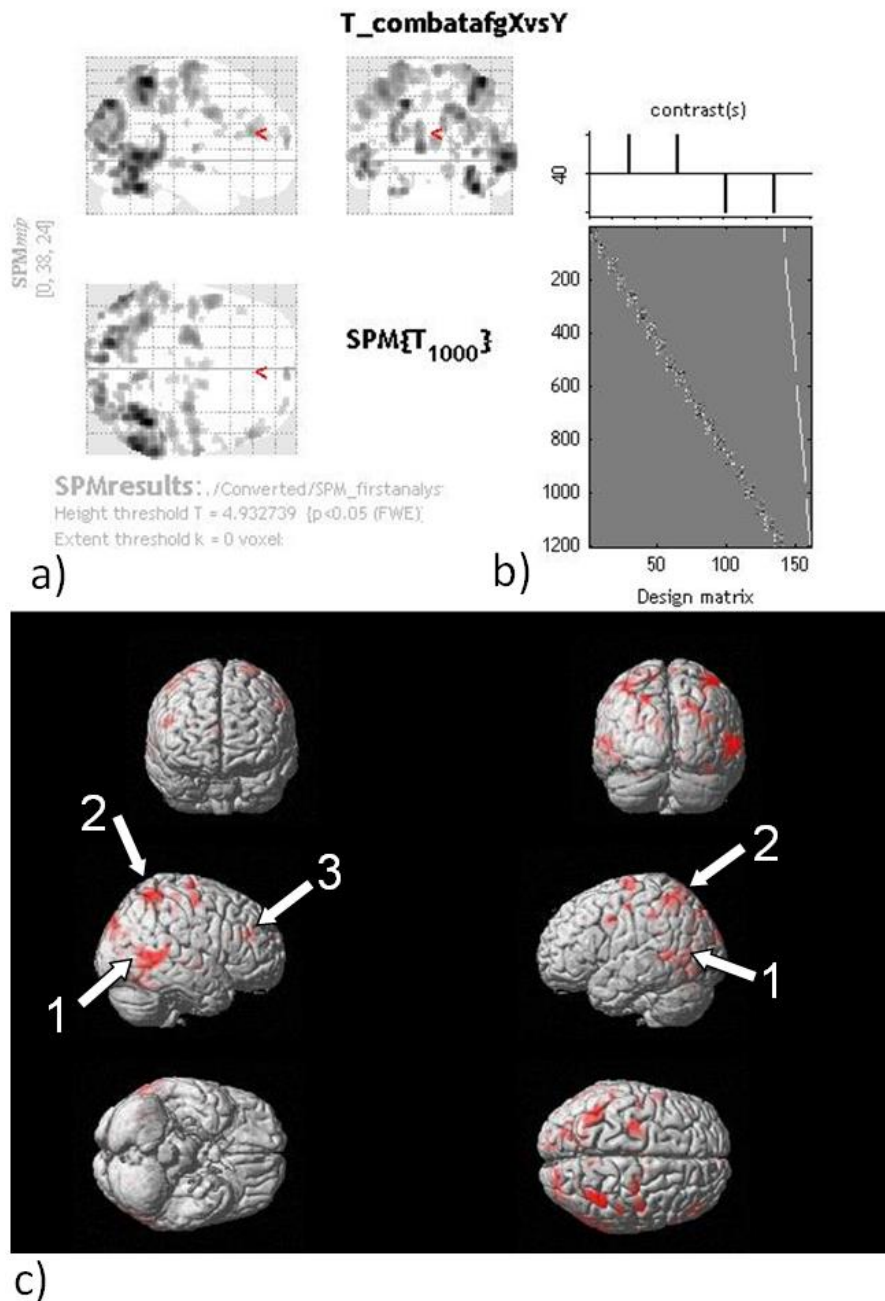 T_combatafgXvsY
SPMmip
[0, 38, 24]
<
<
<
SPM{T1000}
SPMresults: ./Converted/SPM_firstanalys
Height threshold T = 4.932739 {p<0.05 (FWE)}
Extent threshold k = 0 voxel
a)
contrast(s)
40
200
400
600
800
1000
1200
50 100 150
Design matrix
b)
2
3
1
2
1
c)